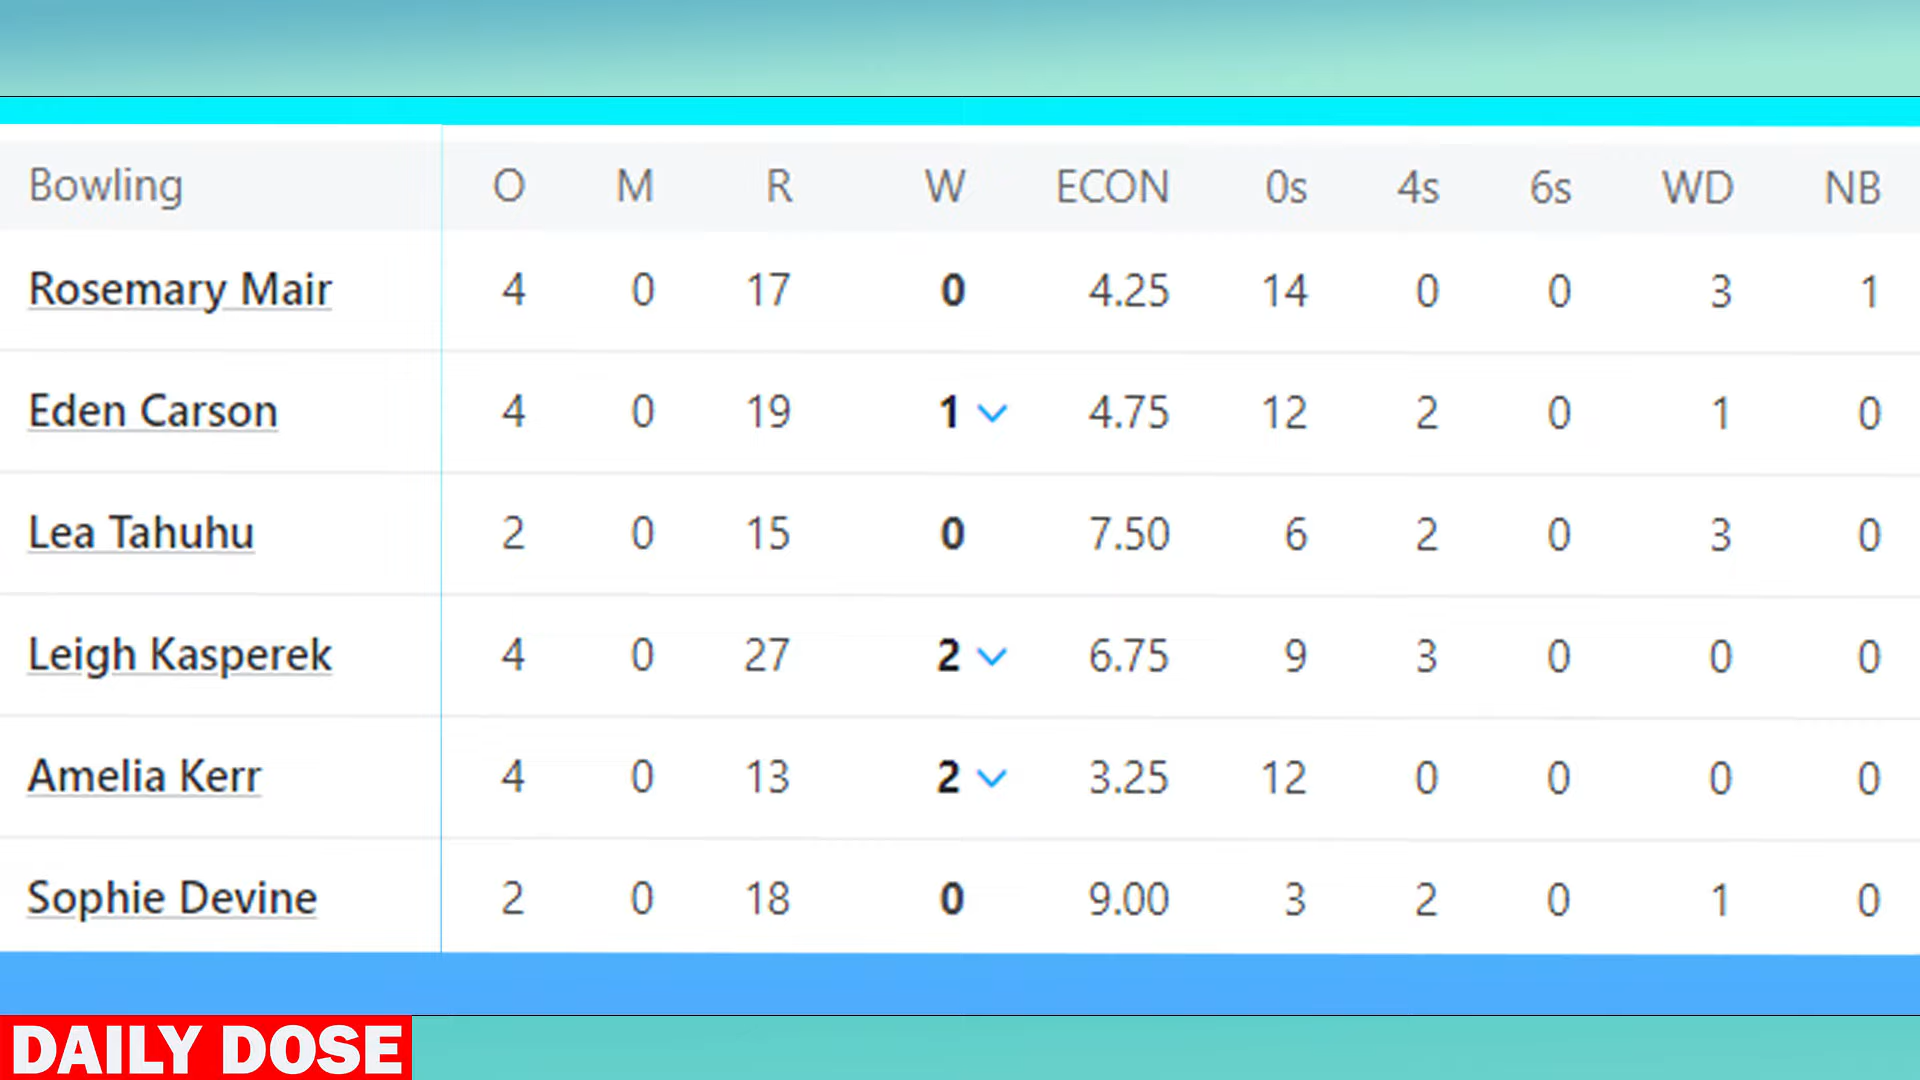 Bowling O M R W ECON 0s 4s 6s WD NB
Rosemary Mair 4 0 17 0 4.25 14 0 0 3 1
Eden Carson 4 0 19 1 4.75 12 2 0 1 0
Lea Tahuhu 2 0 15 0 7.50 6 2 0 3 0
Leigh Kasperek 4 0 27 2 6.75 9 3 0 0 0
Amelia Kerr 4 0 13 2 3.25 12 0 0 0 0
Sophie Devine 2 0 18 0 9.00 3 2 0 1 0
DAILY DOSE